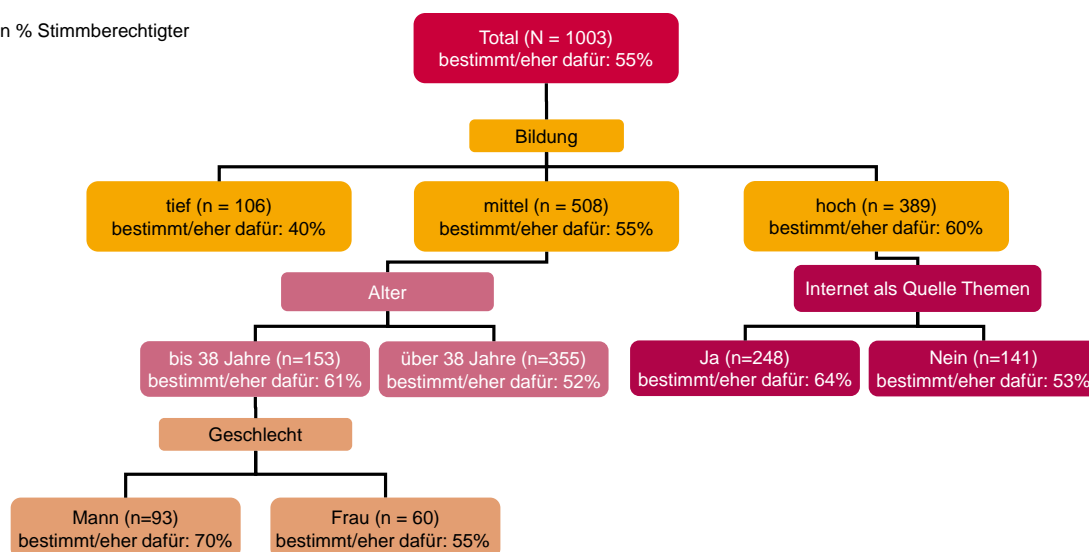 n % Stimmberechtigter
Total (N = 1003)
bestimmt/eher dafür: 55%
Bildung
tief (n = 106)
bestimmt/eher dafür: 40%
mittel (n = 508)
bestimmt/eher dafür: 55%
hoch (n = 389)
bestimmt/eher dafür: 60%
Alter
Internet als Quelle Themen
bis 38 Jahre (n=153)
bestimmt/eher dafür: 61%
über 38 Jahre (n=355)
bestimmt/eher dafür: 52%
Ja (n=248)
bestimmt/eher dafür: 64%
Nein (n=141)
bestimmt/eher dafür: 53%
Geschlecht
Mann (n=93)
bestimmt/eher dafür: 70%
Frau (n = 60)
bestimmt/eher dafür: 55%